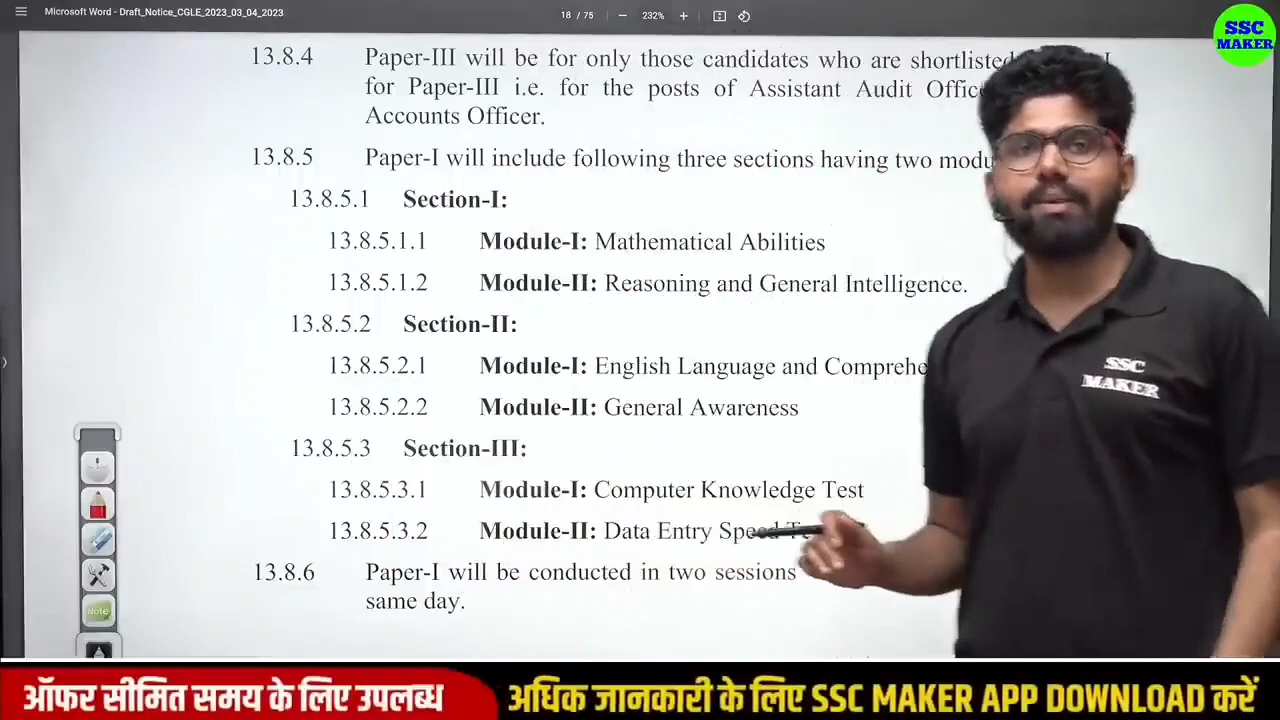 Microsoft Word - Draft_Notice_CGLE_2023_03_04_2023
18 / 75
232%
SSC
MAKER
13.8.4 Paper-III will be for only those candidates who are shortlisted
for Paper-III i.e. for the posts of Assistant Audit
Accounts Officer.
13.8.5 Paper-I will include following three sections having two
13.8.5.1 Section-I:
13.8.5.1.1 Module-I: Mathematical Abilities
13.8.5.1.2 Module-II: Reasoning and General Intelligence.
13.8.5.2 Section-II:
13.8.5.2.1 Module-I: English Language and
13.8.5.2.2 Module-II: General Awareness
13.8.5.3 Section-III:
13.8.5.3.1 Module-I: Computer Knowledge Test
13.8.5.3.2 Module-II: Data Entry Speed
13.8.6 Paper-I will be conducted in two sessions
same day.
SSC
MAKER
Note
ऑफर सीमित समय के लिए उपलब्ध
अधिक जानकारी के लिए SSC MAKER APP DOWNLOAD करें